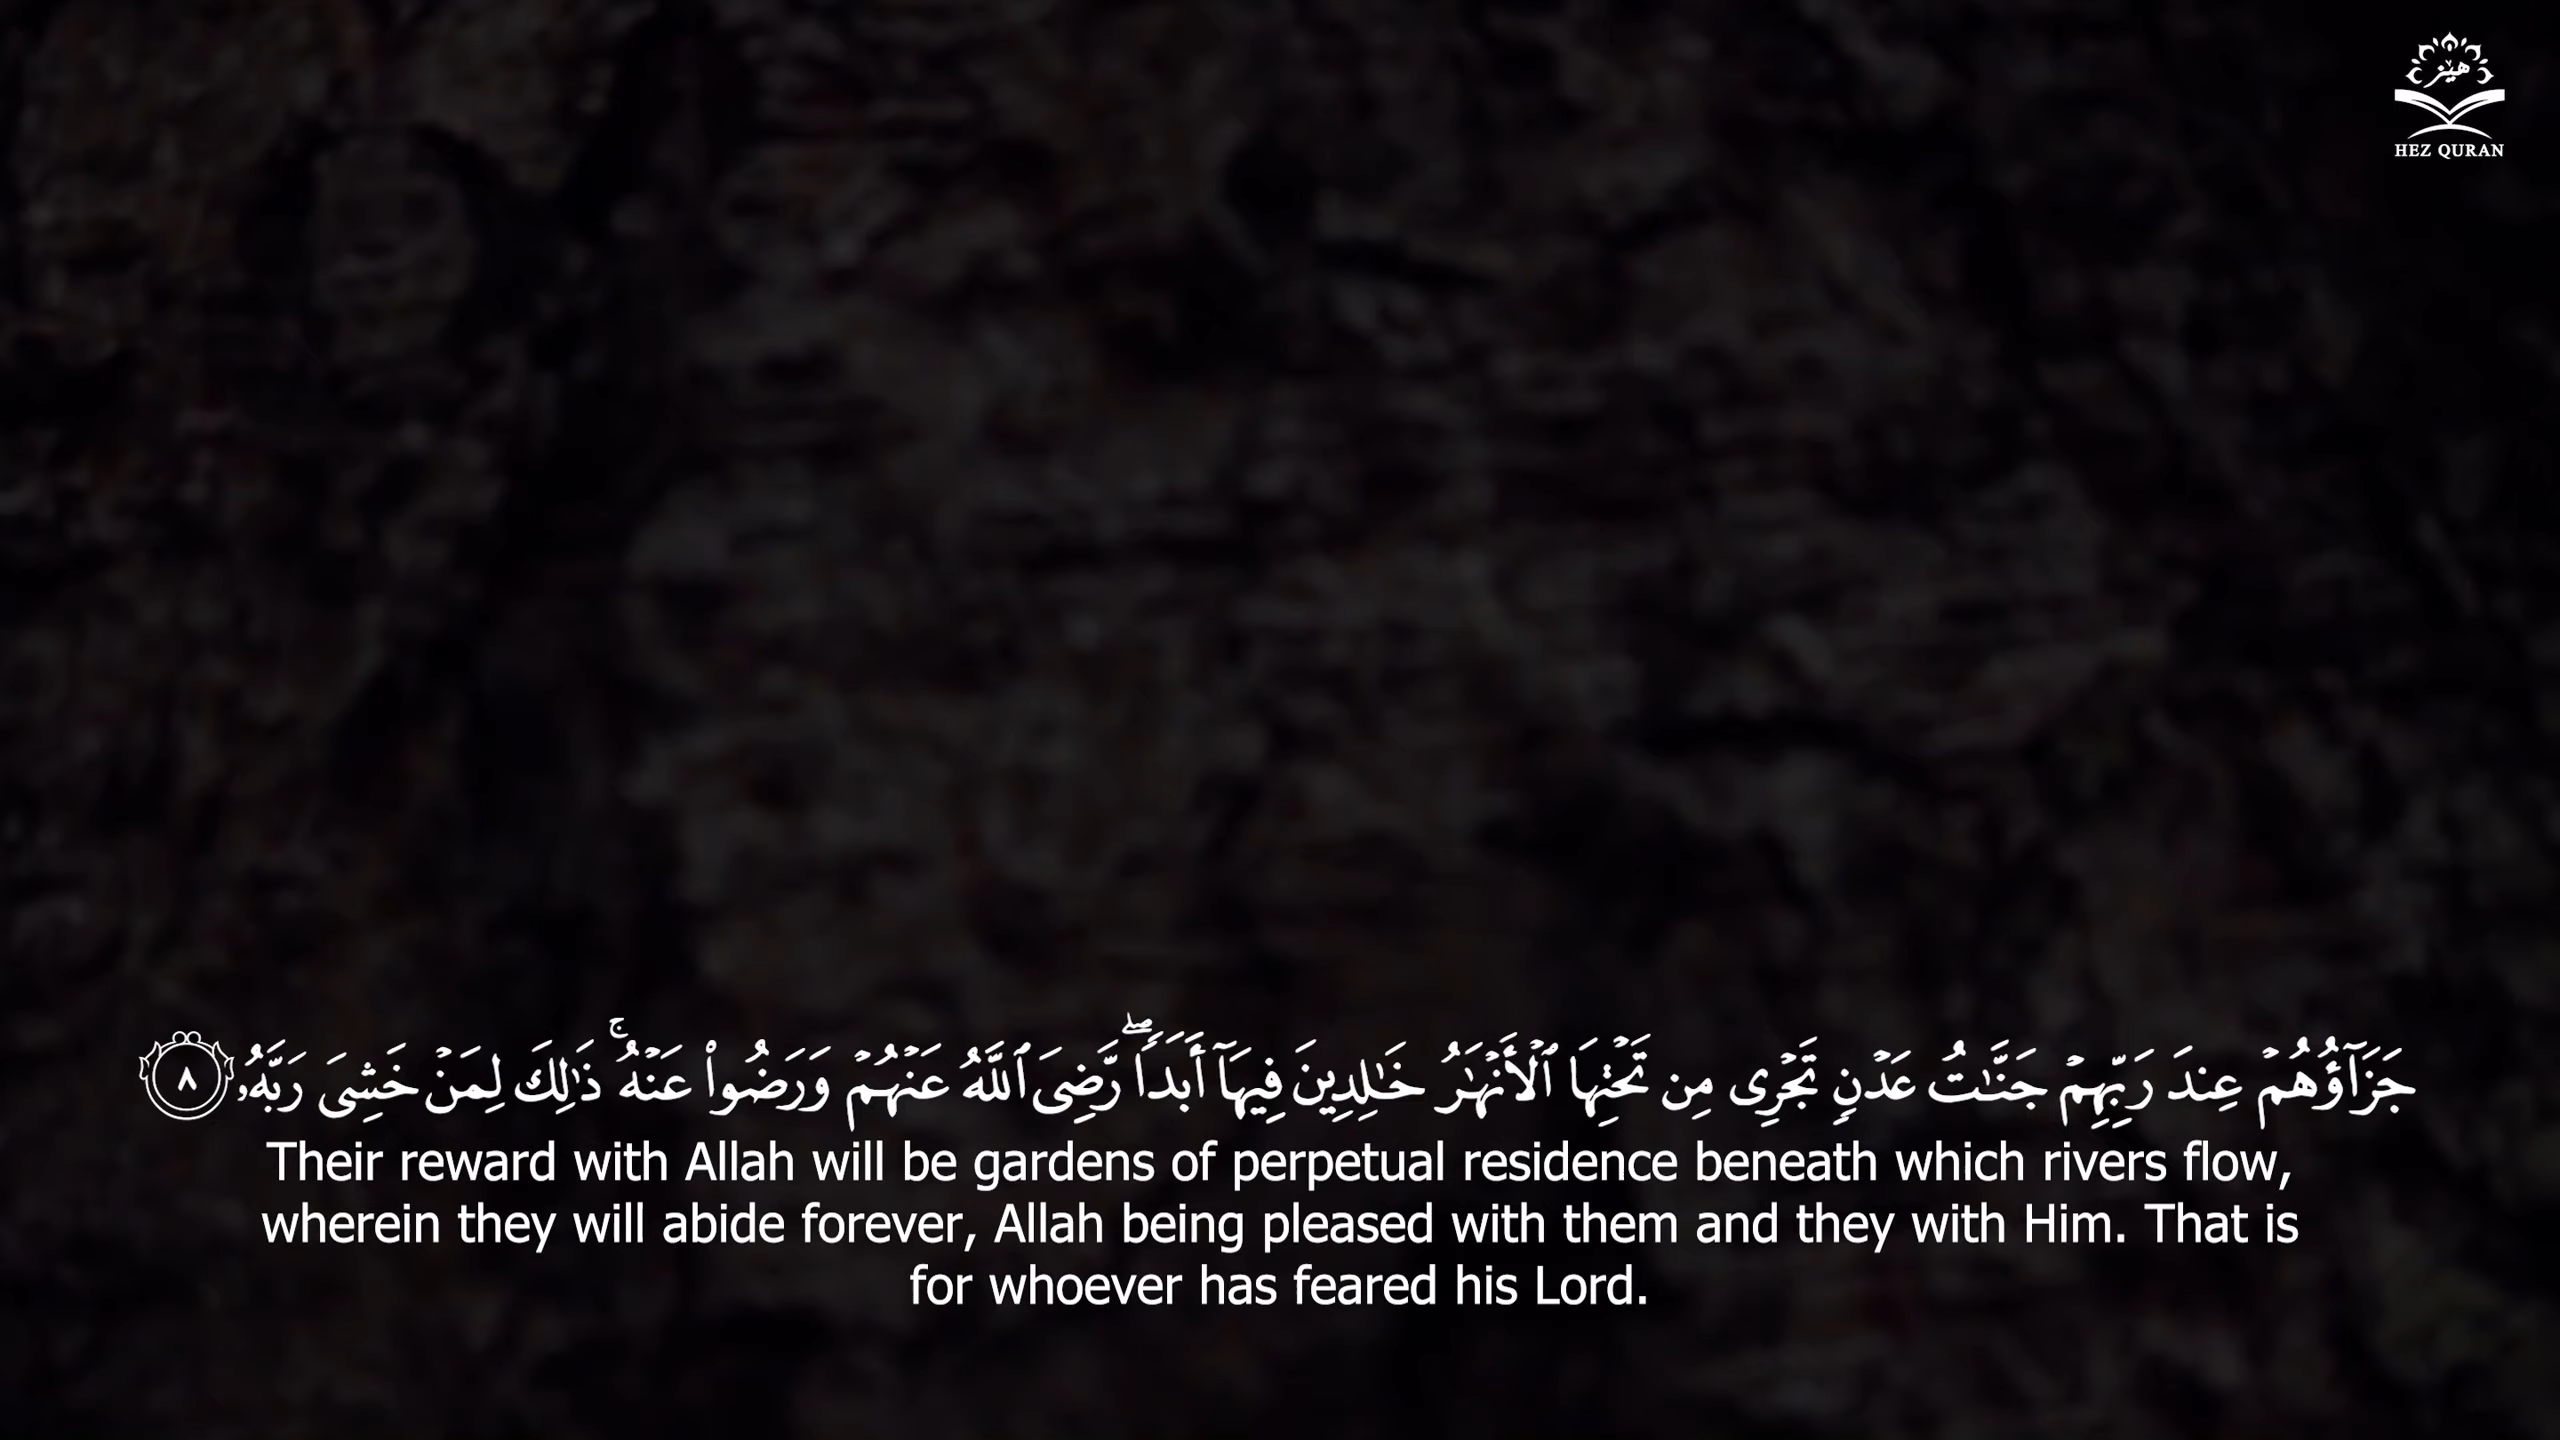 هێز
HEZ QURAN
جَزَآؤُهُمۡ عِندَ رَبِّهِمۡ جَنَّـٰتُ عَدۡنٖ تَجۡرِي مِن تَحۡتِهَا ٱلۡأَنۡهَٰرُ خَٰلِدِينَ فِيهَآ أَبَدٗاۖ رَّضِيَ ٱللَّهُ عَنۡهُمۡ وَرَضُواْ عَنۡهُۚ ذَٰلِكَ لِمَنۡ خَشِيَ رَبَّهُۥ ٨
Their reward with Allah will be gardens of perpetual residence beneath which rivers flow,
wherein they will abide forever, Allah being pleased with them and they with Him. That is
for whoever has feared his Lord.